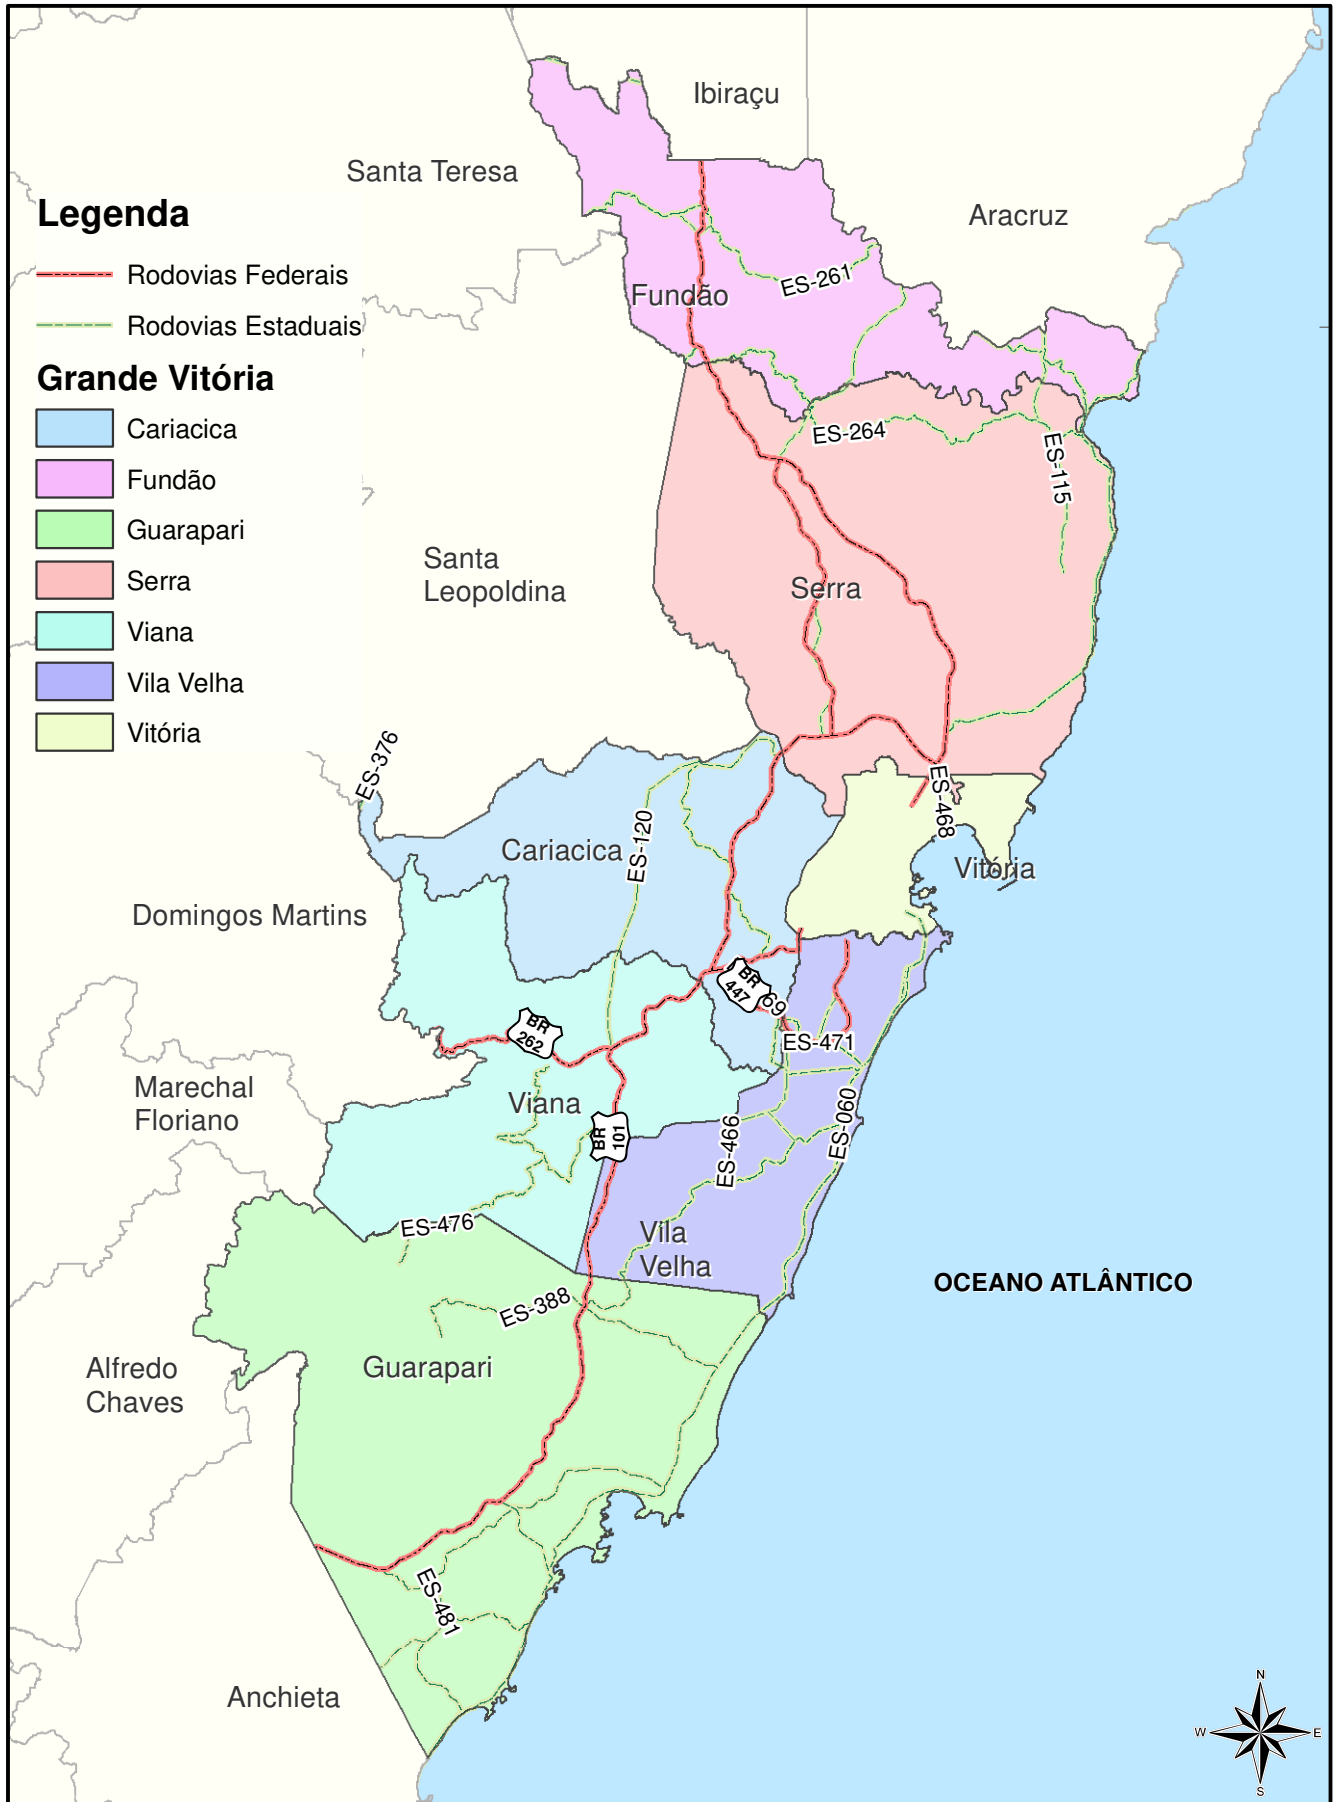 Ibiraçu
Santa Teresa
Aracruz
Legenda
Rodovias Federais
Rodovias Estaduais
Grande Vitória
Cariacica
Fundão
Guarapari
Serra
Viana
Vila Velha
Vitória
ES-261
Fundão
ES-264
ES-115
Santa
Leopoldina
Serra
ES-376
ES-468
ES-120
Cariacica
Vitória
Domingos Martins
BR
447
69
BR
262
ES-471
Marechal
Floriano
Viana
BR
101
ES-060
ES-466
ES-476
Vila
Velha
OCEANO ATLÂNTICO
ES-388
Guarapari
Alfredo
Chaves
ES-481
Anchieta
N
W
E
S